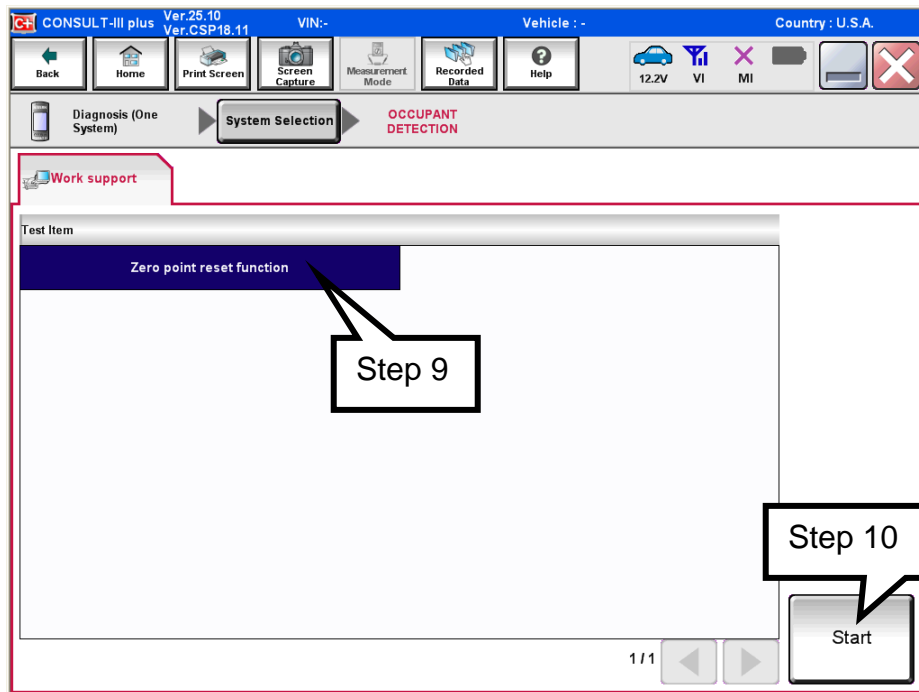 C+ CONSULT-III plus Ver.25.10 VIN:- Vehicle : - Country : U.S.A.
Ver.CSP18.11
Back
Home
Print Screen
Screen
Capture
Measurement
Mode
Recorded
Data
Help
12.2V
VI
MI
Diagnosis (One
System)
System Selection
OCCUPANT
DETECTION
Work support
Test Item
Zero point reset function
Step 9
Step 10
Start
1/1